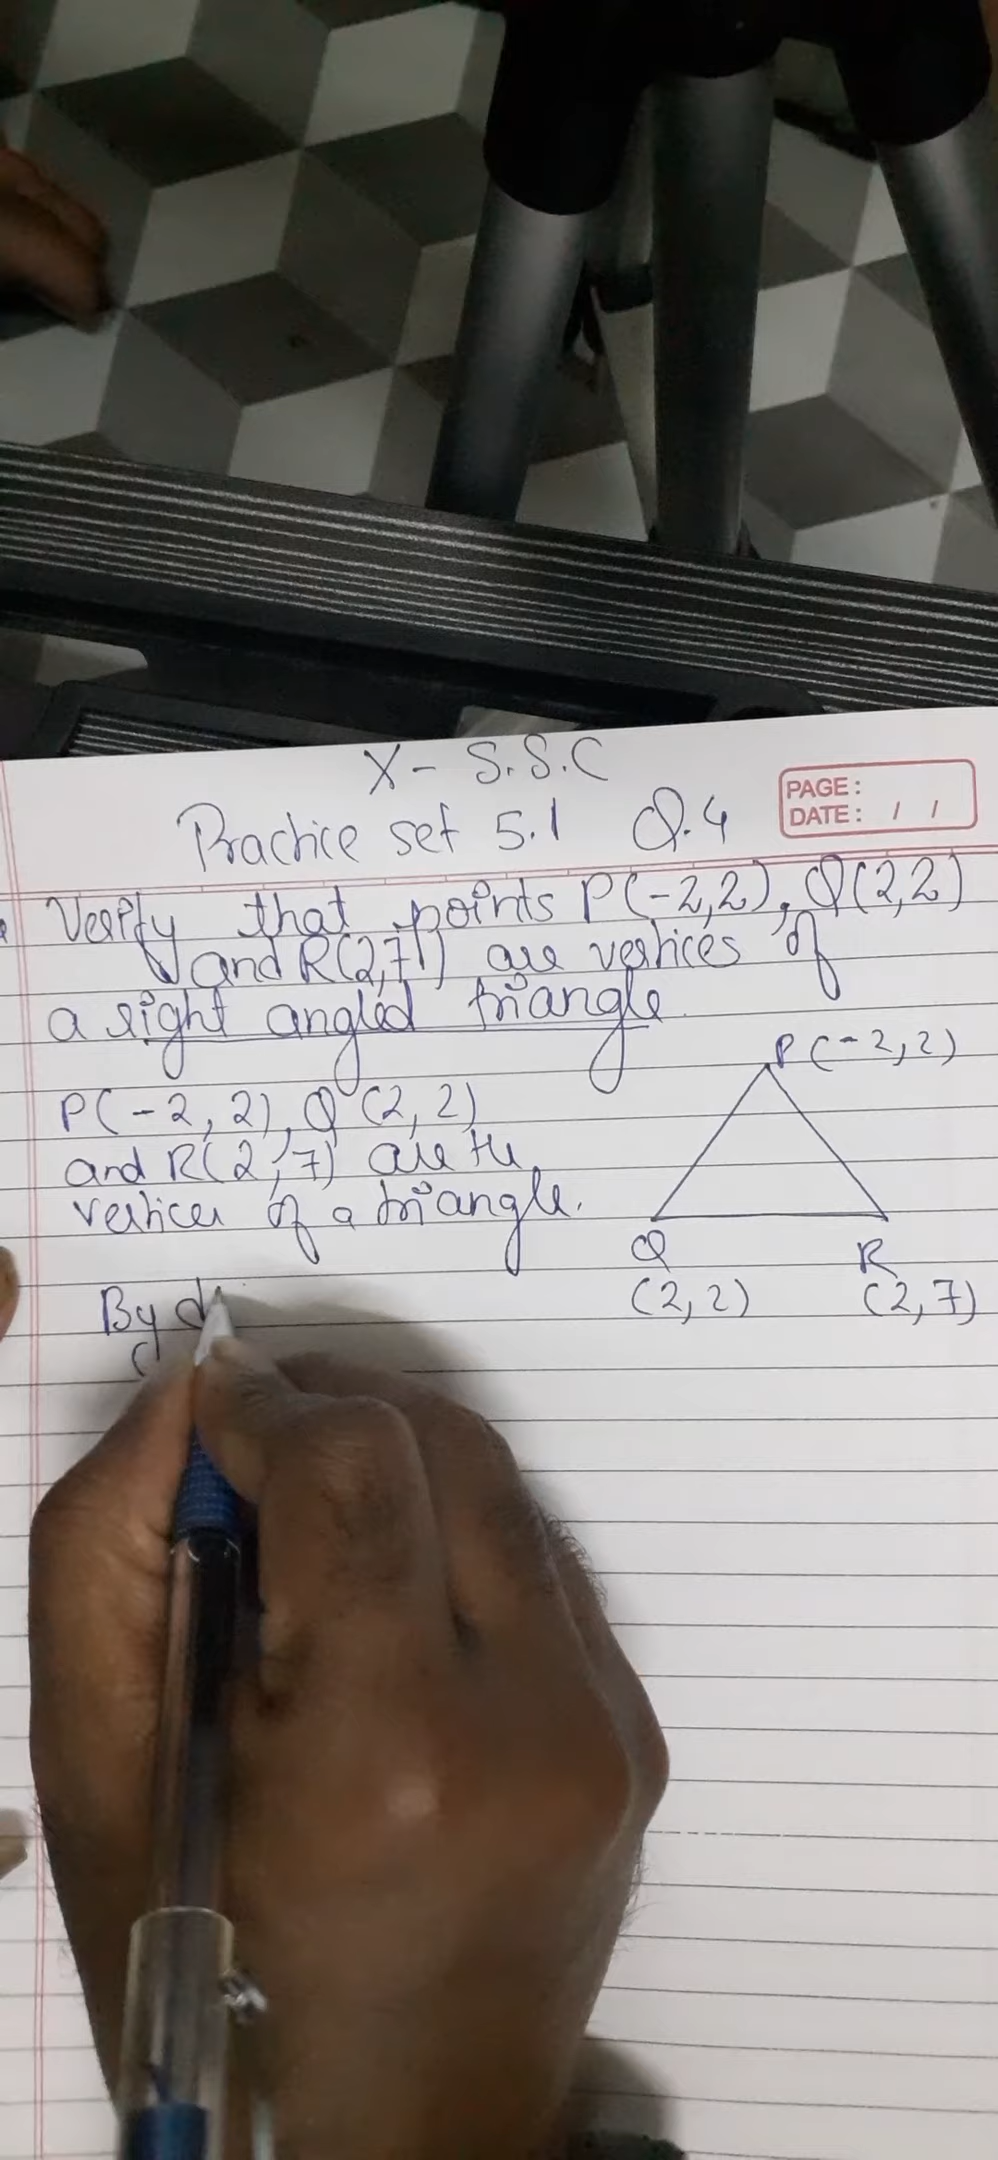 X - S.S.C
Practice set 5.1 Q.4
PAGE:
DATE: / /
Verify that points P(-2,2), Q(2,2)
and R(2,7) are vertices of
a right angled triangle.
P(-2,2)
P(-2, 2), Q (2, 2)
and R(2, 7) are the
vertices of a triangle.
Q R
(2,2) (2,7)
By di